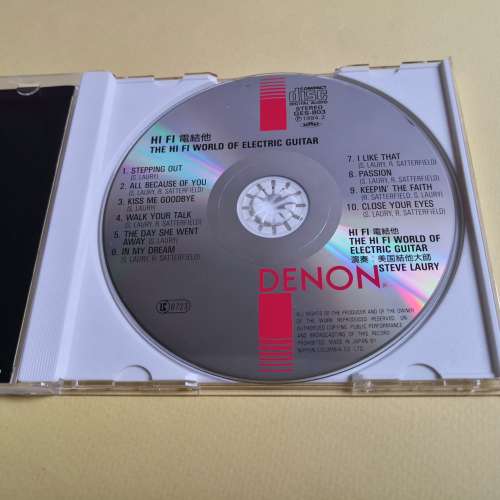 COMPACT
disc
DIGITAL AUDIO
STEREO
GES-803
Ⓟ1994.2
HI FI 電結他
THE HI FI WORLD OF ELECTRIC GUITAR
1. STEPPING OUT
(S. LAURY)
2. ALL BECAUSE OF YOU
(S. LAURY, R. SATTERFIELD)
3. KISS ME GOODBYE
(S. LAURY)
4. WALK YOUR TALK
(S. LAURY, R. SATTERFIELD)
5. THE DAY SHE WENT
AWAY (S. LAURY)
6. IN MY DREAM
(S. LAURY, R. SATTERFIELD)
7. I LIKE THAT
(S. LAURY, R. SATTERFIELD)
8. PASSION
(S. LAURY, R. SATTERFIELD)
9. KEEPIN' THE FAITH
(R. SATTERFIELD, S. LAURY)
10. CLOSE YOUR EYES
(S. LAURY, R. SATTERFIELD)
HI FI 電結他
THE HI FI WORLD OF
ELECTRIC GUITAR
演奏：美国結他大師
STEVE LAURY
DENON
ALL RIGHTS OF THE PRODUCER AND OF THE OWNER
OF THE WORK REPRODUCED RESERVED. UN-
AUTHORIZED COPYING PUBLIC PERFORMANCE
AND BROADCASTING OF THIS RECORD
PROHIBITED. MADE IN JAPAN BY
NIPPON COLUMBIA CO. LTD.